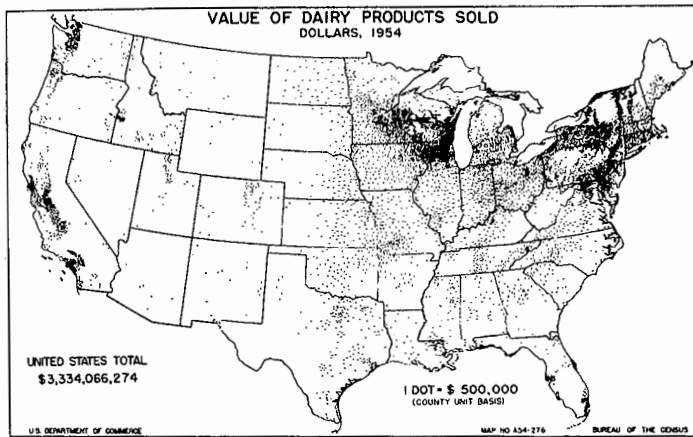 VALUE OF DAIRY PRODUCTS SOLD
DOLLARS, 1954
UNITED STATES TOTAL
$3,334,066,274
1 DOT = $500,000
(COUNTY UNIT BASIS)
U.S. DEPARTMENT OF COMMERCE
MAP NO A54-276
BUREAU OF THE CENSUS